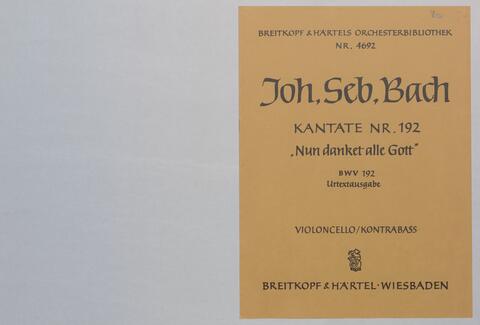 BREITKOPF & HÄRTELS ORCHESTERBIBLIOTHEK
NR. 4692
Joh. Seb. Bach
KANTATE NR. 192
„Nun danket alle Gott“
BWV 192
Urtextausgabe
VIOLONCELLO/KONTRABASS
BREITKOPF & HÄRTEL · WIESBADEN